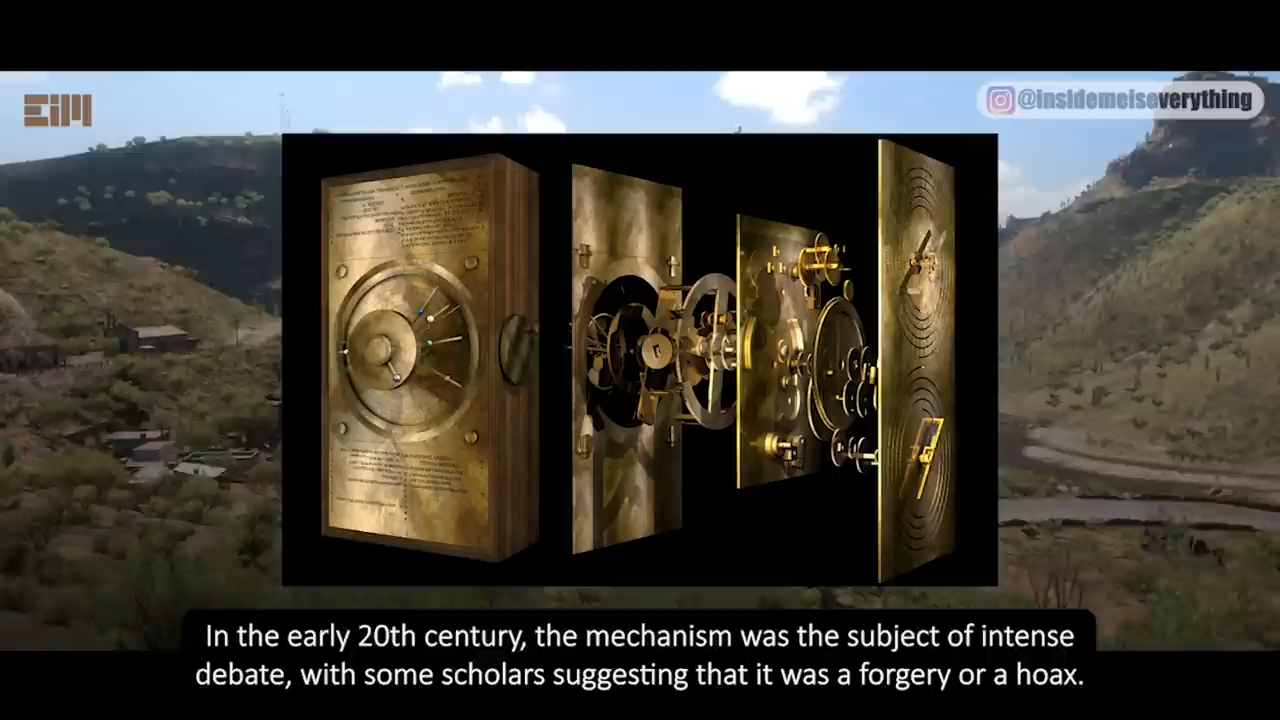 EiM
@insidemeiseverything
In the early 20th century, the mechanism was the subject of intense
debate, with some scholars suggesting that it was a forgery or a hoax.